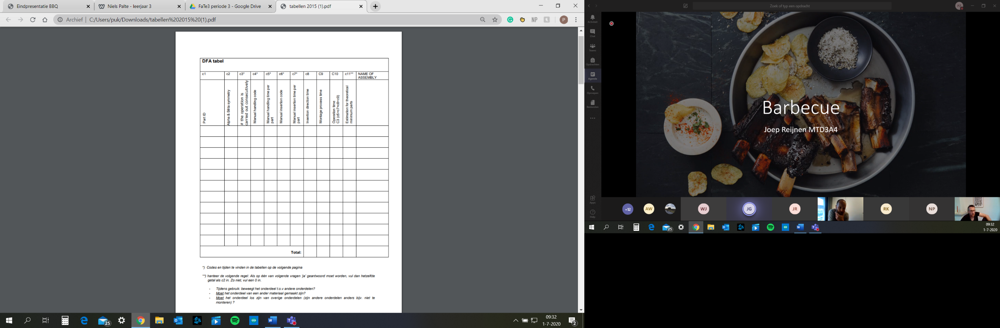 Eindpresentatie BBQ
Niels Palte - leerjaar 3
FaTe3 periode 3 - Google Drive
tabellen 2015 (1).pdf
Archief
C:/Users/puk/Downloads/tabellen%202015%20(1).pdf
NP
P
DFA tabel
c1
c2
c3*
c4*
c5*
c6*
c7*
c8
C9
C10
c11**
NAME OF
ASSEMBLY
Part ID
Alpha & Bèta symmetry
# the operation is
carried out consecutively
Manual handing code
Manual handing time per
part
Manual insertion code
Manual insertion time per
part
Insertion direction time
Montage process time
Operation time
C3 (c5+c7+c8+c9)
Estimation for theoretical
minimum parts
Total:
*) Codes en tijden te vinden in de tabellen op de volgende pagina
**) hanteer de volgende regel: Als op één van volgende vragen 'ja' geantwoord moet worden, vul dan hetzelfde
getal als c2 in. Zo niet, vul een 0 in.
- Tijdens gebruik: beweegt het onderdeel t.o.v andere onderdelen?
- Moet het onderdeel van een ander materiaal gemaakt zijn?
- Moet het onderdeel los zijn van overige onderdelen (zijn andere onderdelen anders bijv. niet te
monteren) ?
25
09:32
1-7-2020
2
Zoek of typ een opdracht
PZ
Activiteit
Chat
Teams
Opdrachten
Agenda
Oproepen
Bestanden
Apps
Help
Barbecue
Joep Reijnen MTD3A4
+12
AW
WJ
JG
JR
RK
NP
25
09:32
1-7-2020